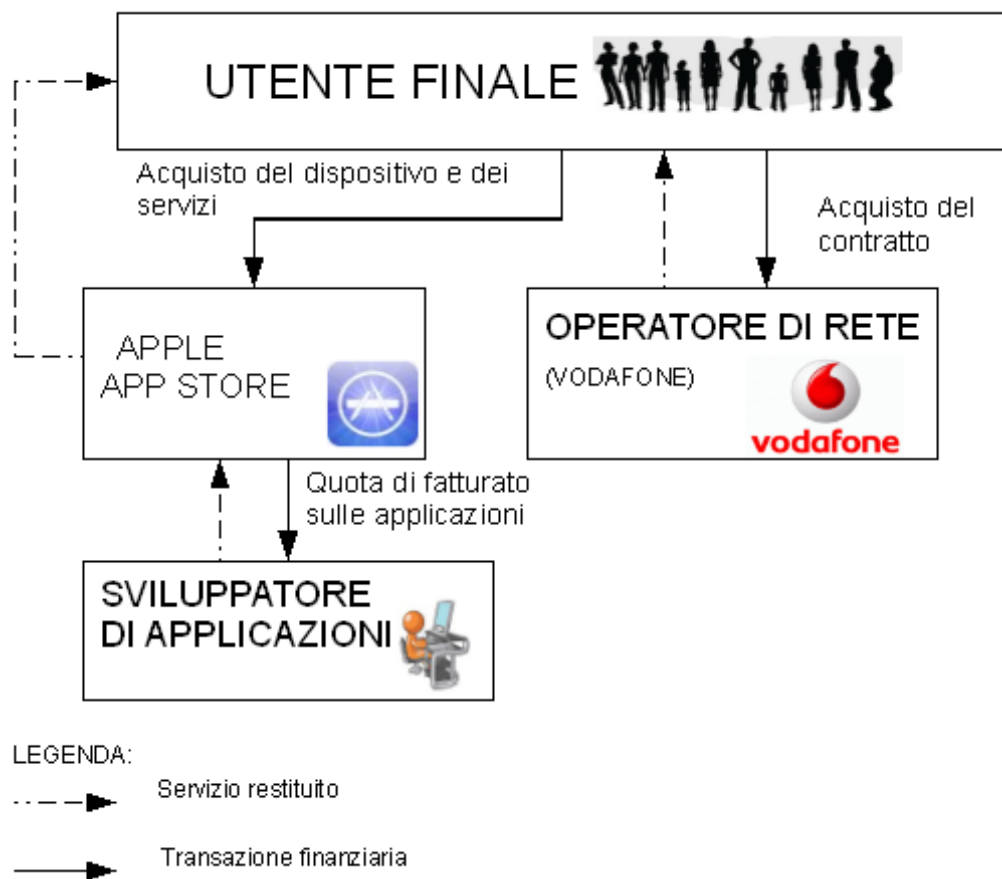 UTENTE FINALE
Acquisto del dispositivo e dei
servizi
Acquisto del
contratto
APPLE
APP STORE
OPERATORE DI RETE
(VODAFONE)
vodafone
Quota di fatturato
sulle applicazioni
SVILUPPATORE
DI APPLICAZIONI
LEGENDA:
Servizio restituito
Transazione finanziaria